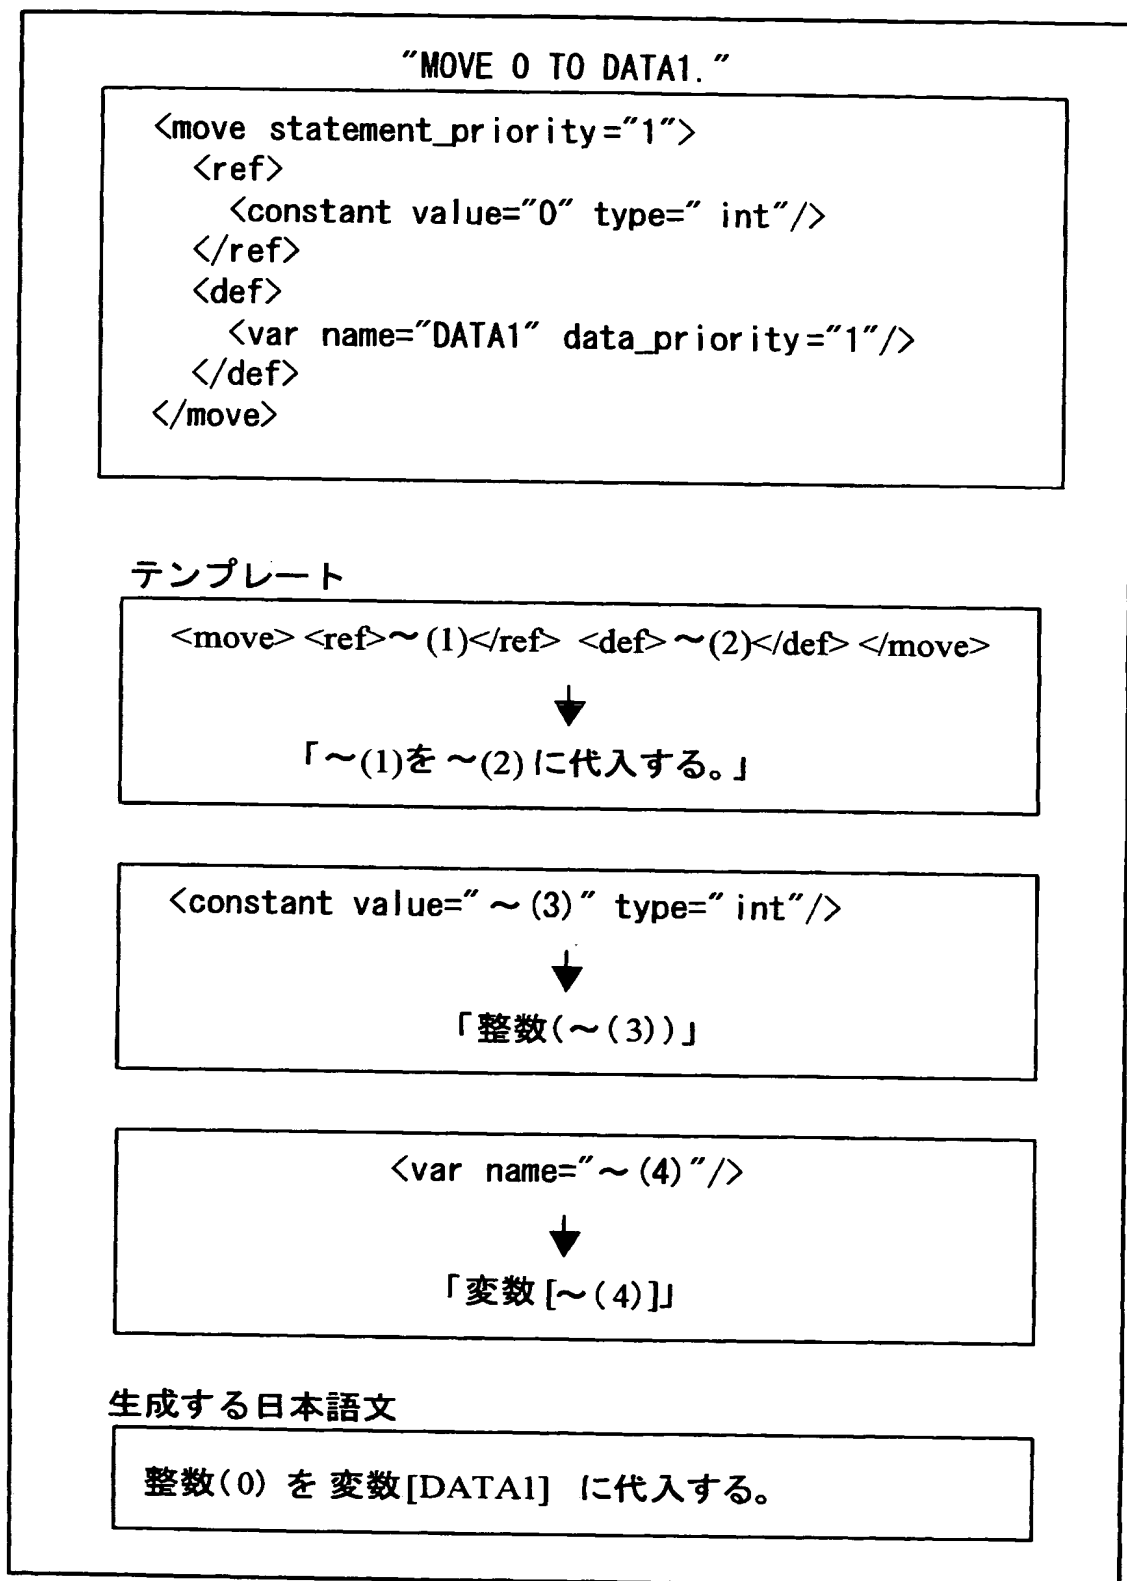 "MOVE 0 TO DATA1."
<move statement_priority="1">
<ref>
<constant value="0" type=" int"/>
</ref>
<def>
<var name="DATA1" data_priority="1"/>
</def>
</move>
テンプレート
<move> <ref>～(1)</ref> <def>～(2)</def> </move>
「～(1)を～(2)に代入する。」
<constant value="～(3)" type="int"/>
「整数(～(3))」
<var name="～(4)"/>
「変数[～(4)]」
生成する日本語文
整数(0) を 変数[DATA1] に代入する。